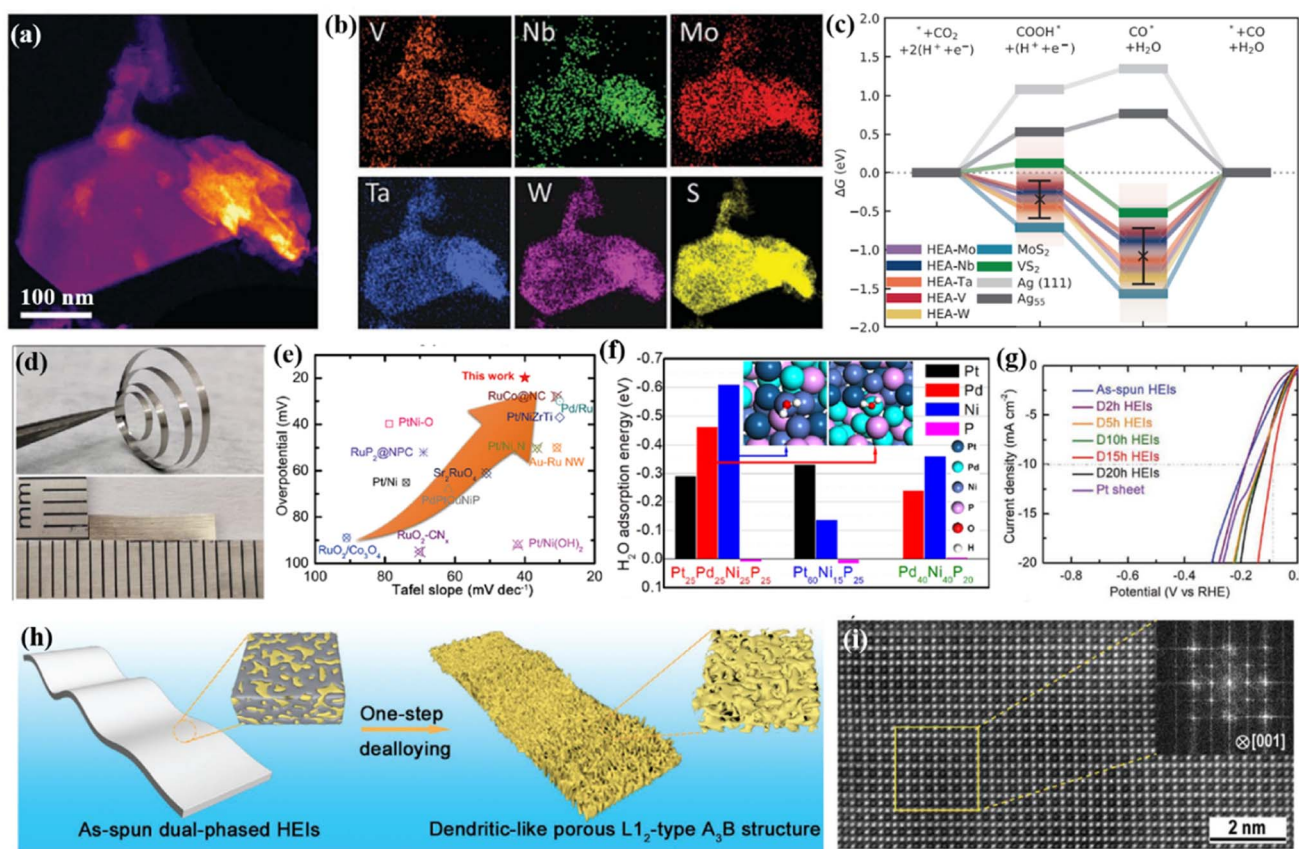 (a)
100 nm
(b)
V
Nb
Mo
Ta
W
S
(c)
*+CO₂
+2(H⁺+e⁻)
COOH*
+(H⁺+e⁻)
CO*
+H₂O
*+CO
+H₂O
ΔG (eV)
2.0
1.5
1.0
0.5
0.0
−0.5
−1.0
−1.5
−2.0
HEA-Mo
HEA-Nb
HEA-Ta
HEA-V
HEA-W
MoS₂
VS₂
Ag (111)
Ag₅₅
(d)
mm
(e)
Overpotential (mV)
20
40
60
80
100
This work
RuCo@NC
Pd/Ru
Pt/NiZrTi
PtNi-O
RuP₂@NPC
Au-Ru NW
Sr₂RuO₄
Pt/Ni
RuO₂/Co₃O₄
RuO₂-CNₓ
Pt/Ni(OH)₂
100
80
60
40
20
Tafel slope (mV dec⁻¹)
(f)
H₂O adsorption energy (eV)
-0.7
-0.6
-0.5
-0.4
-0.3
-0.2
-0.1
0.0
0.1
Pt
Pd
Ni
P
Pt
Pd
Ni
P
O
H
Pt₂₅Pd₂₅Ni₂₅P₂₅
Pt₆₀Ni₁₅P₂₅
Pd₄₀Ni₄₀P₂₀
(g)
Current density (mA cm⁻²)
0
-5
-10
-15
-20
As-spun HEIs
D2h HEIs
D5h HEIs
D10h HEIs
D15h HEIs
D20h HEIs
Pt sheet
-0.8
-0.6
-0.4
-0.2
0.0
Potential (V vs RHE)
(h)
One-step
dealloying
As-spun dual-phased HEIs
Dendritic-like porous L1₂-type A₃B structure
(i)
⊗[001]
2 nm